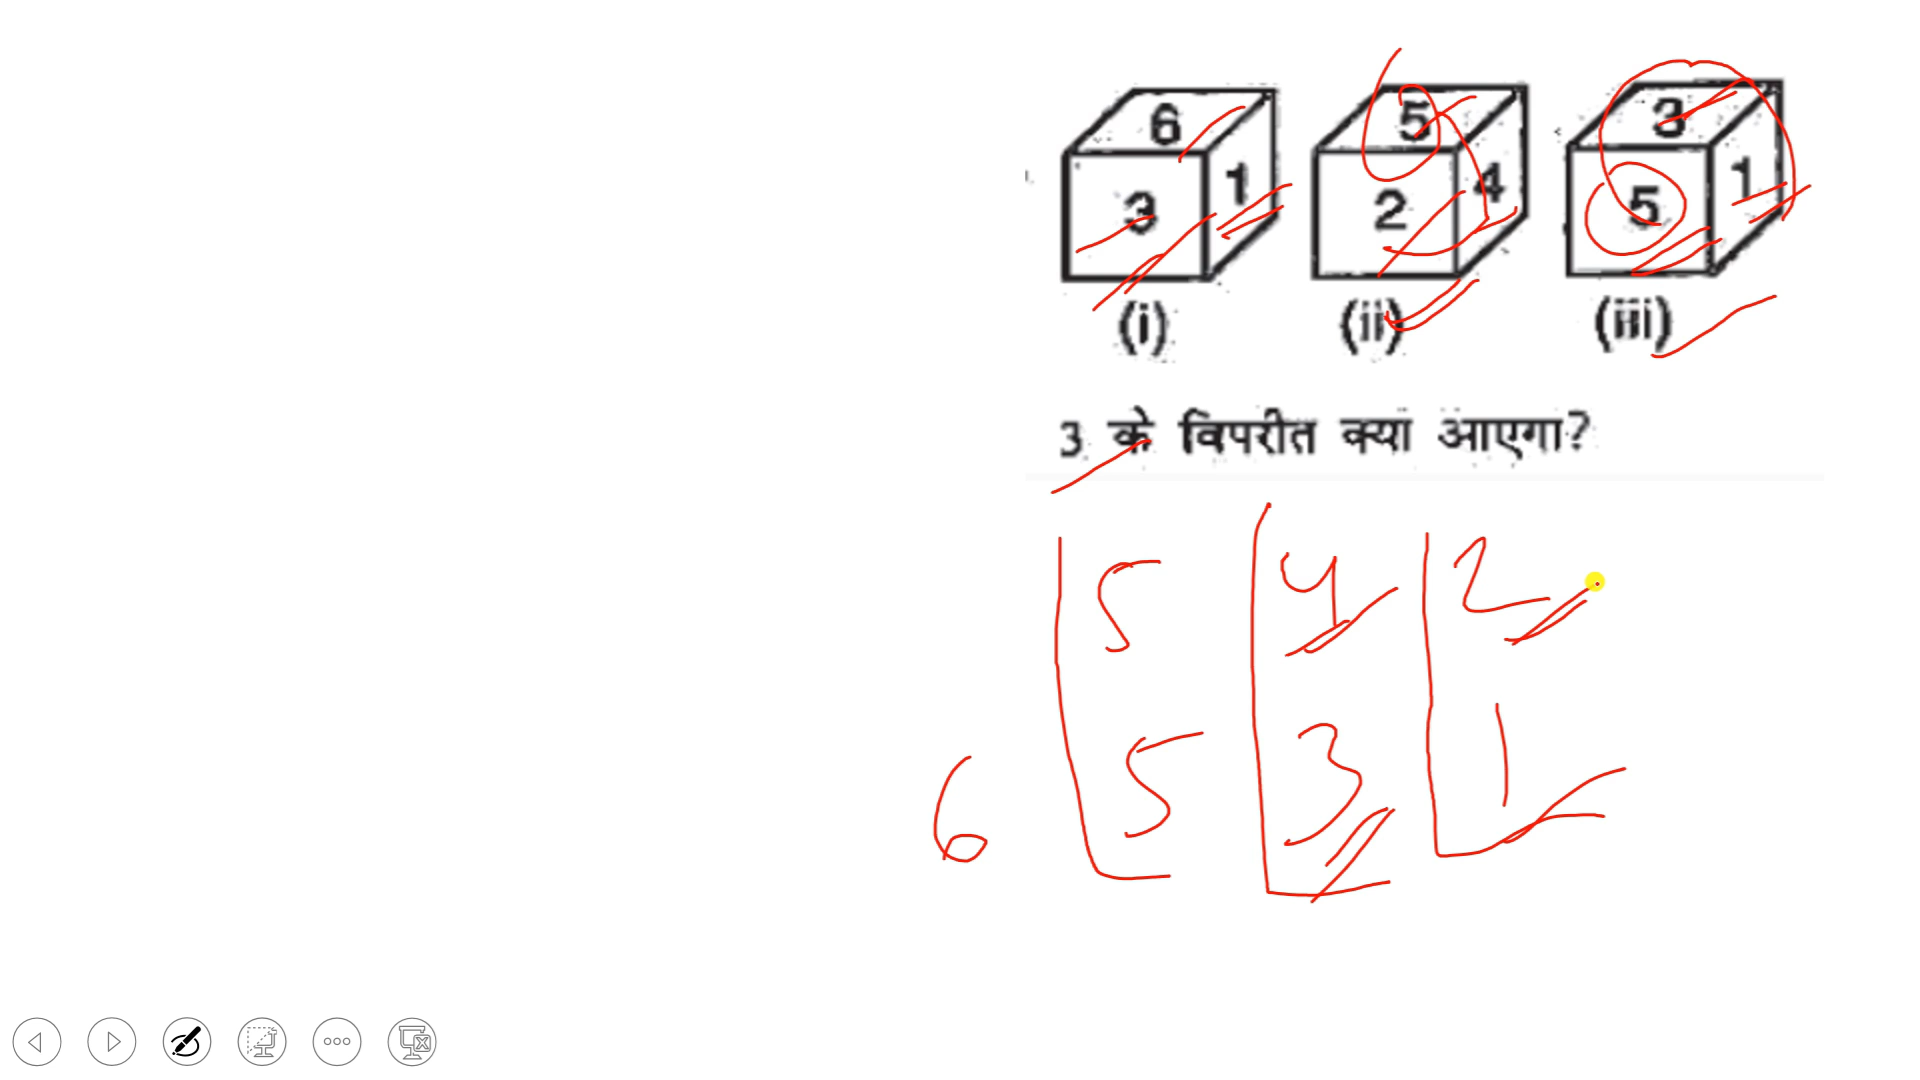 6 3 1 5 2 4 3 5 1
(i) (ii) (iii)
3 के विपरीत क्या आएगा?
5 4 2
6 5 3 1